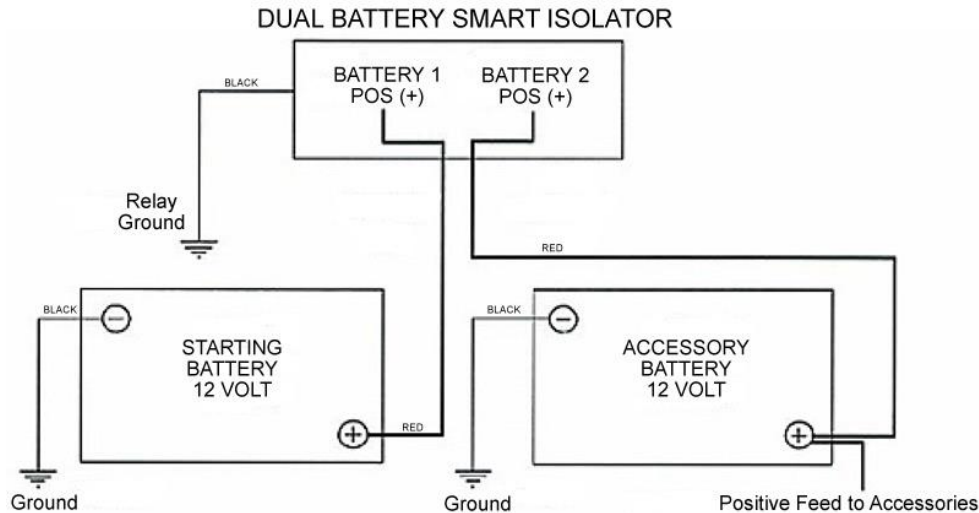 DUAL BATTERY SMART ISOLATOR
BATTERY 1
POS (+)
BATTERY 2
POS (+)
BLACK
Relay
Ground
RED
BLACK
STARTING
BATTERY
12 VOLT
RED
Ground
BLACK
ACCESSORY
BATTERY
12 VOLT
Ground
Positive Feed to Accessories